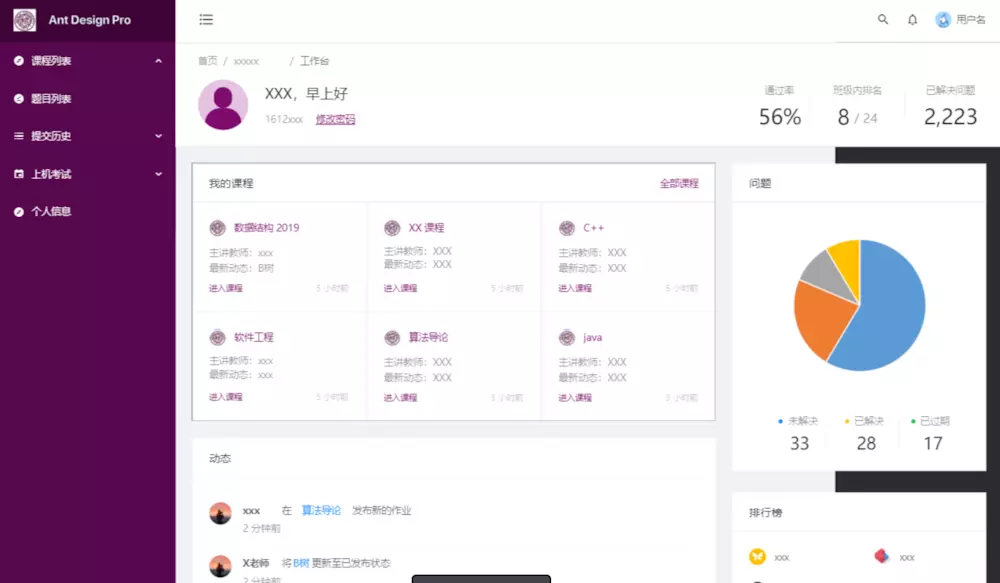 Ant Design Pro
用户名
课程列表
题目列表
提交历史
上机考试
个人信息
首页 / xxxxx / 工作台
XXX，早上好
1612xxx 修改密码
通过率 班级内排名 已解决问题
56% 8 / 24 2,223
我的课程 全部课程
数据结构 2019
主讲教师：xxx
最新动态：B树
进入课程 5 小时前
XX 课程
主讲教师：XXX
最新动态：XXX
进入课程 5 小时前
C++
主讲教师：XXX
最新动态：XXX
进入课程 5 小时前
软件工程
主讲教师：xxx
最新动态：xxx
进入课程 5 小时前
算法导论
主讲教师：XXX
最新动态：XXX
进入课程 5 小时前
java
主讲教师：XXX
最新动态：XXX
进入课程 5 小时前
问题
未解决 已解决 已过期
33 28 17
动态
xxx 在 算法导论 发布新的作业
2 分钟前
X老师 将B树更新至已发布状态
2 分钟前
排行榜
xxx xxx